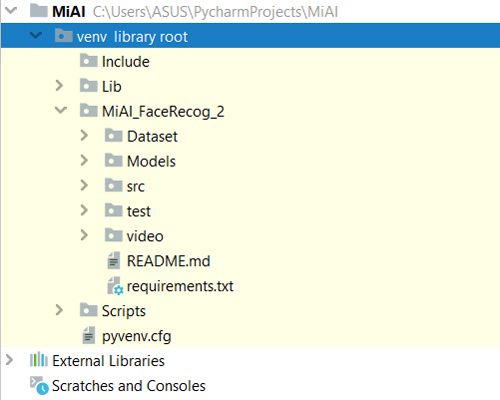 MiAI C:\Users\ASUS\PycharmProjects\MiAI
venv library root
Include
Lib
MiAI_FaceRecog_2
Dataset
Models
src
test
video
README.md
requirements.txt
Scripts
pyvenv.cfg
External Libraries
Scratches and Consoles